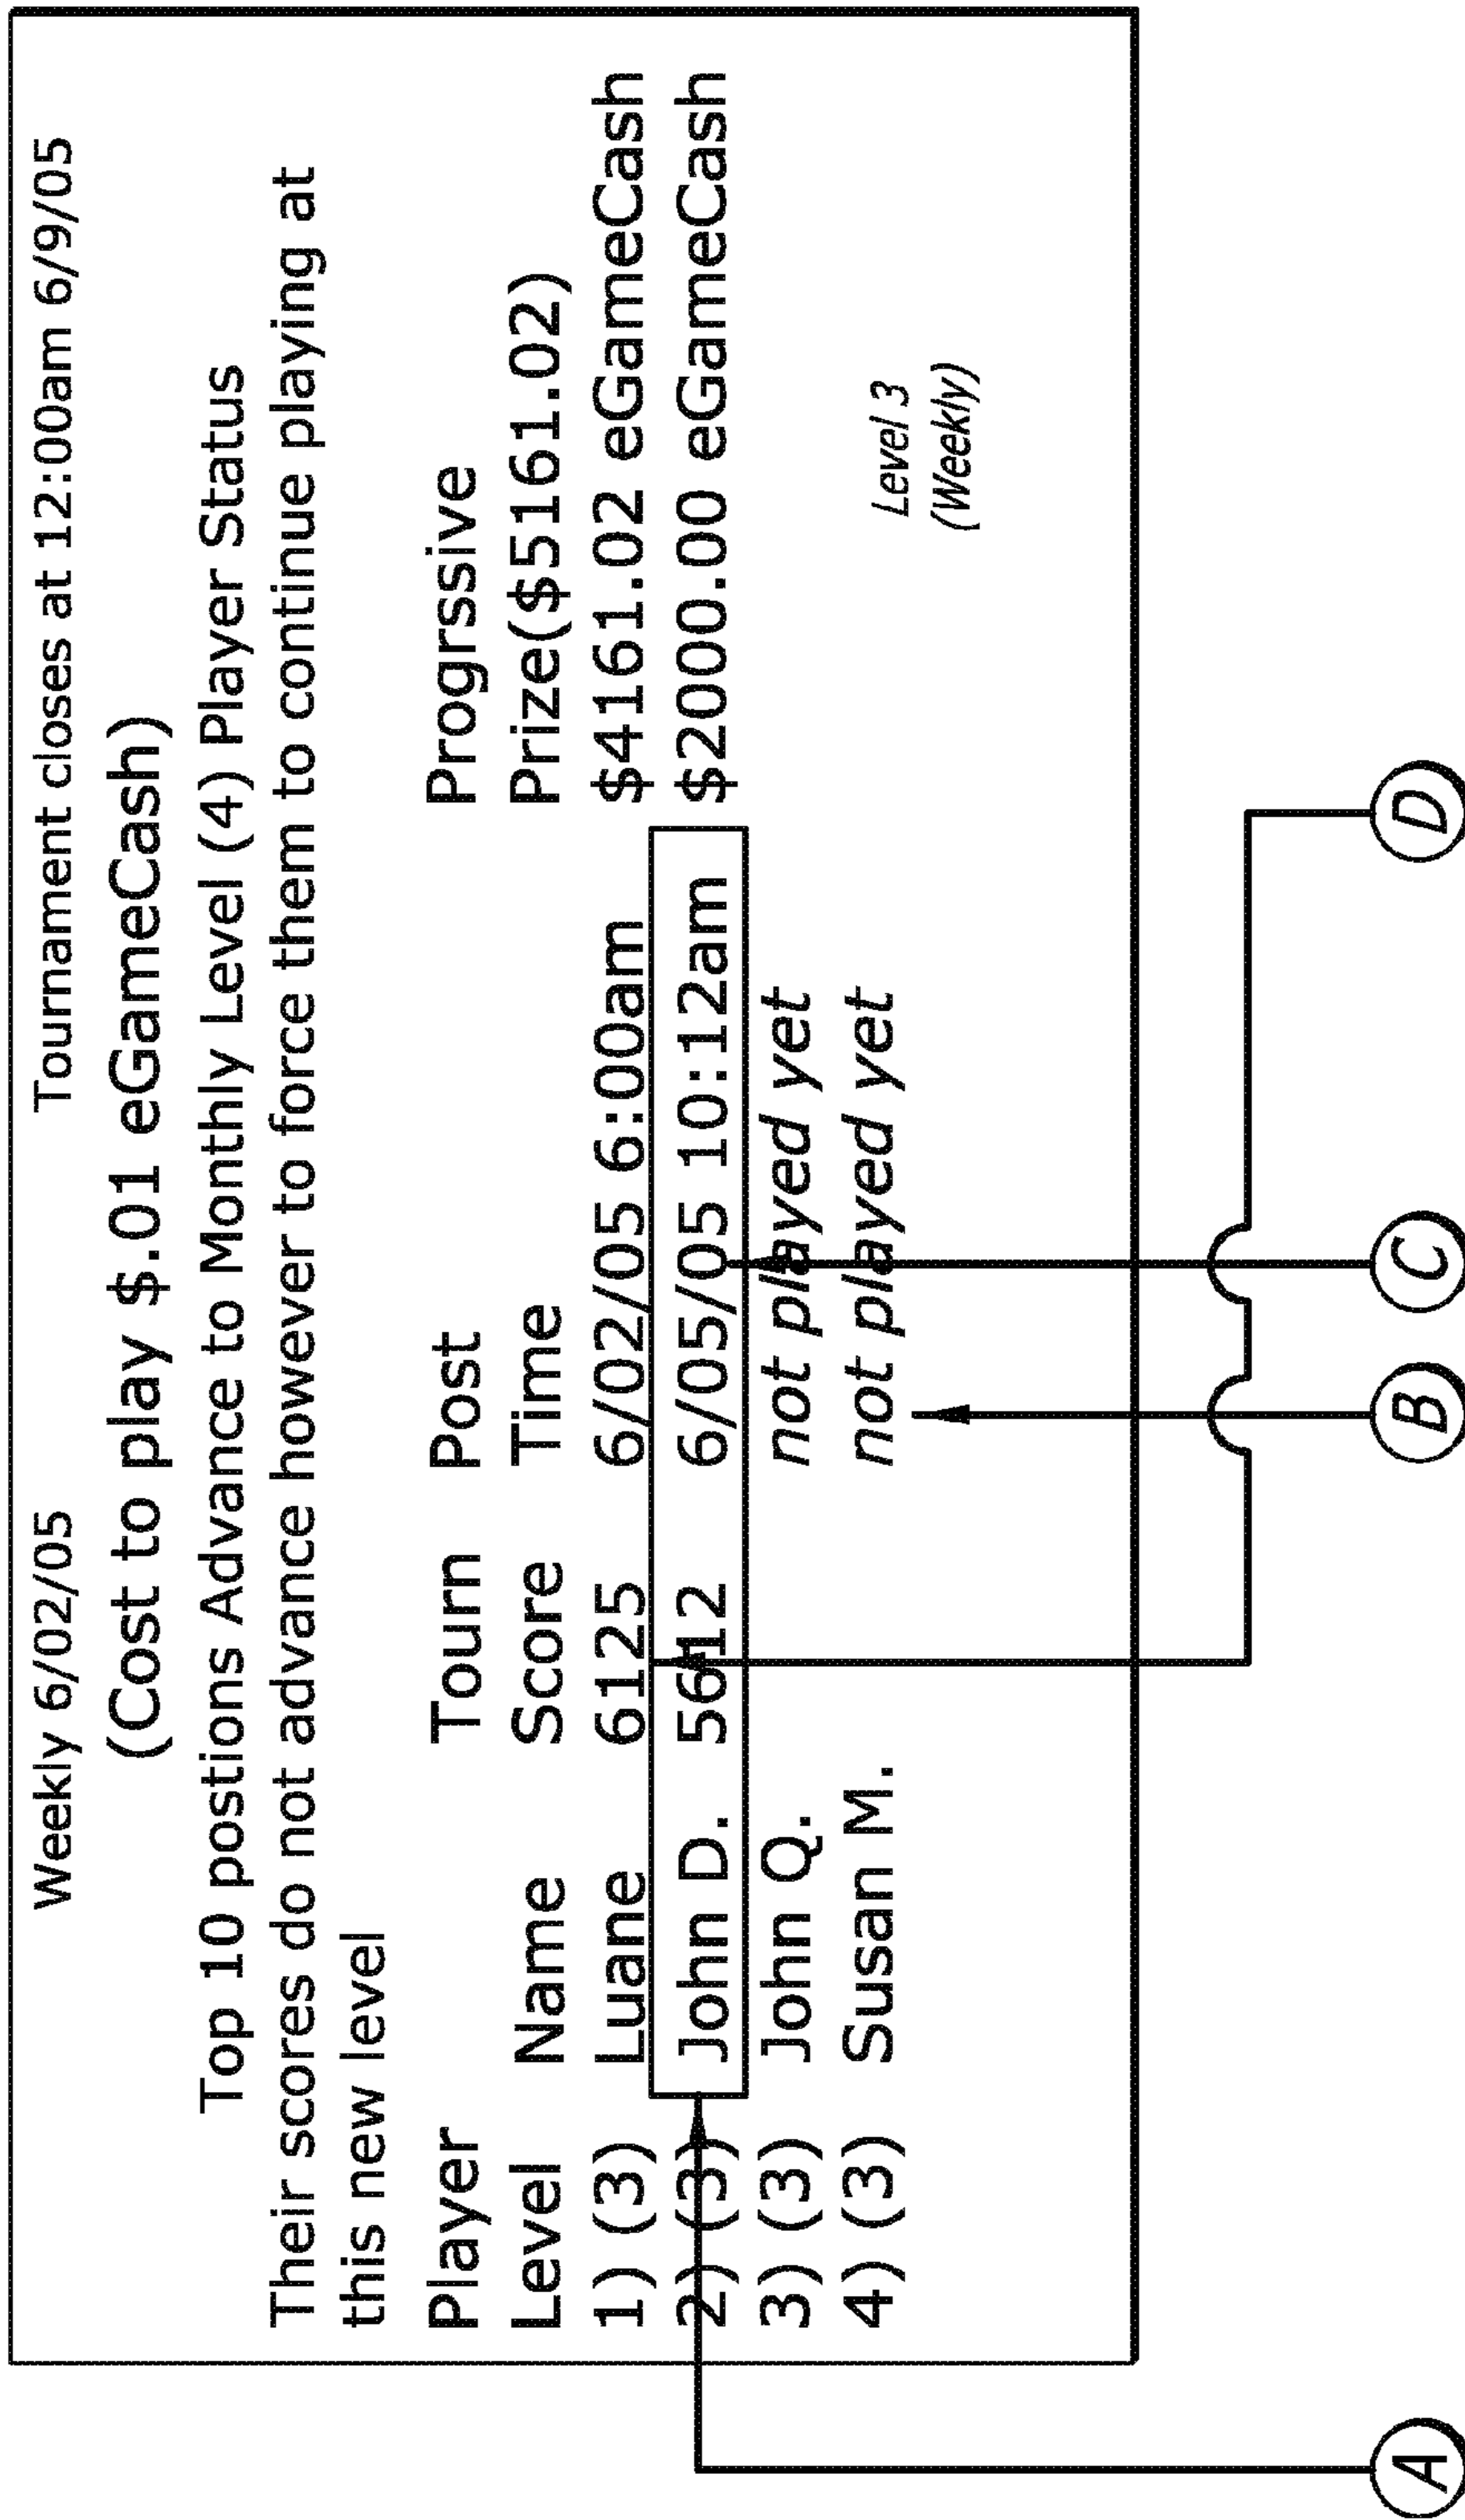 Weekly 6/02/05 Tournament closes at 12:00am 6/9/05
(Cost to play $.01 eGameCash)
Top 10 postions Advance to Monthly Level (4) Player Status
Their scores do not advance however to force them to continue playing at
this new level
Player Tourn Post Progrssive
Level Name Score Time Prize($5161.02)
1) (3) Luane 6125 6/02/05 6:00am $4161.02 eGameCash
2) (3) John D. 5612 6/05/05 10:12am $2000.00 eGameCash
3) (3) John Q. not played yet
4) (3) Susan M. not played yet
Level 3
(Weekly)
A B C D